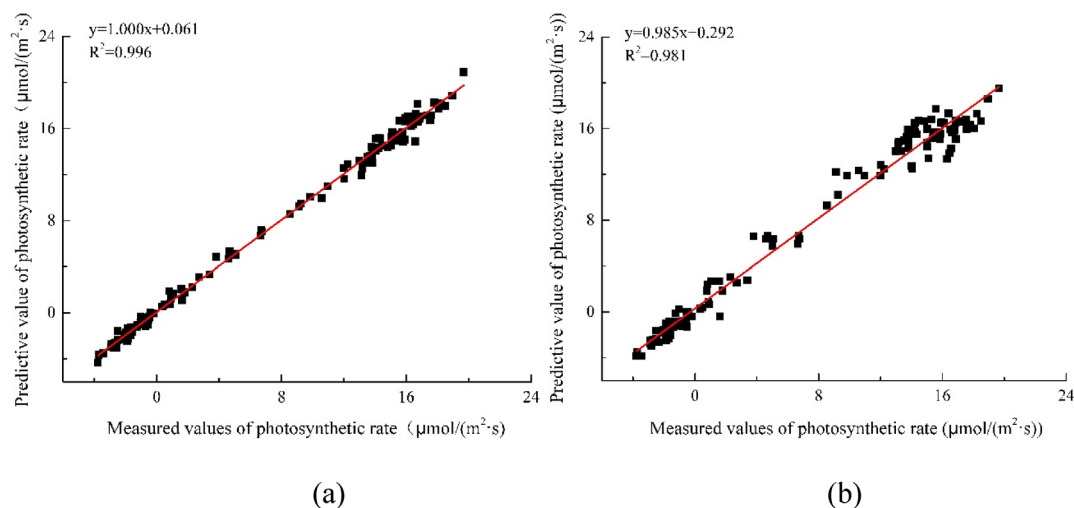 y=1.000x+0.061
R²=0.996
Predictive value of photosynthetic rate（μmol/(m²·s)
24
16
8
0
0
8
16
24
Measured values of photosynthetic rate（μmol/(m²·s)
(a)
y=0.985x+0.292
R²=0.981
Predictive value of photosynthetic rate (μmol/(m²·s))
24
16
8
0
0
8
16
24
Measured values of photosynthetic rate (μmol/(m²·s))
(b)